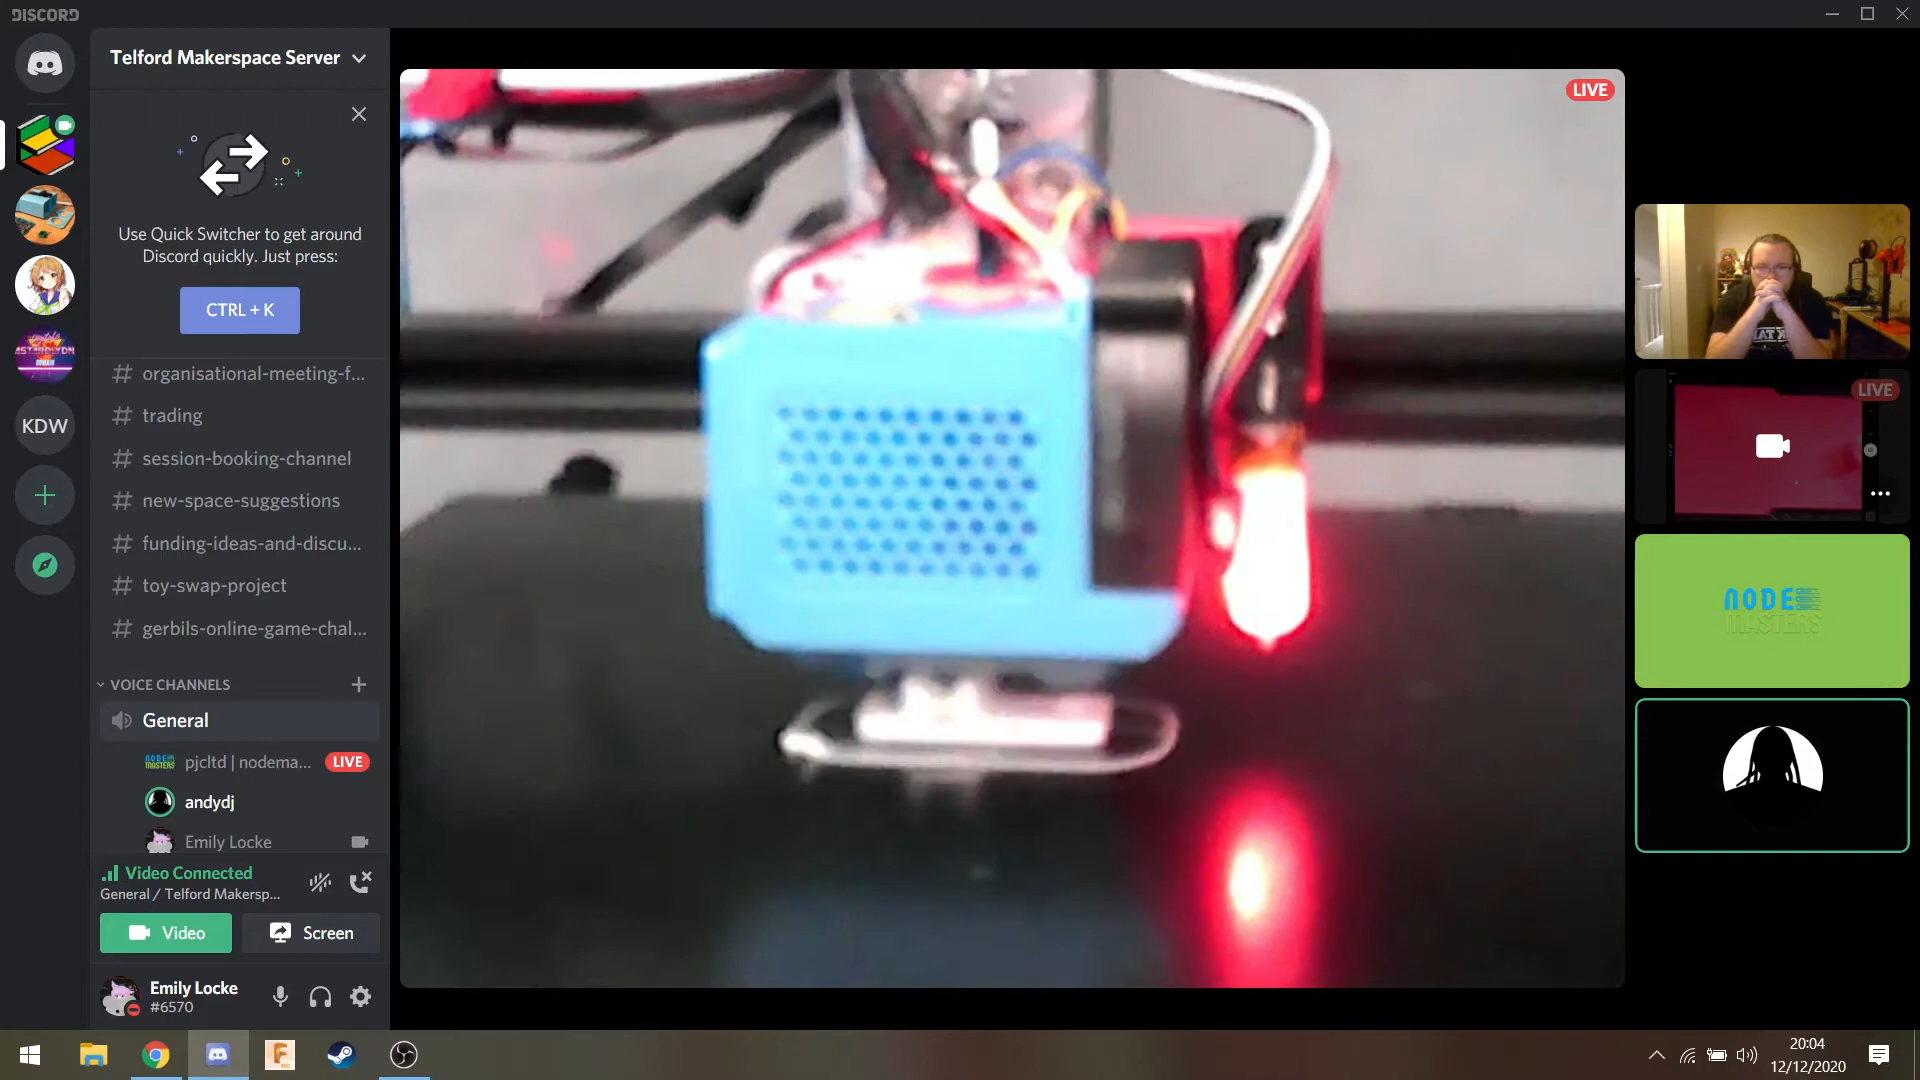 DISCORD
Telford Makerspace Server
Use Quick Switcher to get around
Discord quickly. Just press:
CTRL + K
organisational-meeting-f...
trading
session-booking-channel
new-space-suggestions
funding-ideas-and-discu...
toy-swap-project
gerbils-online-game-chal...
VOICE CHANNELS
General
pjcltd | nodema...
LIVE
andydj
Emily Locke
Video Connected
General / Telford Makersp...
Video
Screen
Emily Locke
#6570
KDW
LIVE
LIVE
NODE
MASTERS
20:04
12/12/2020